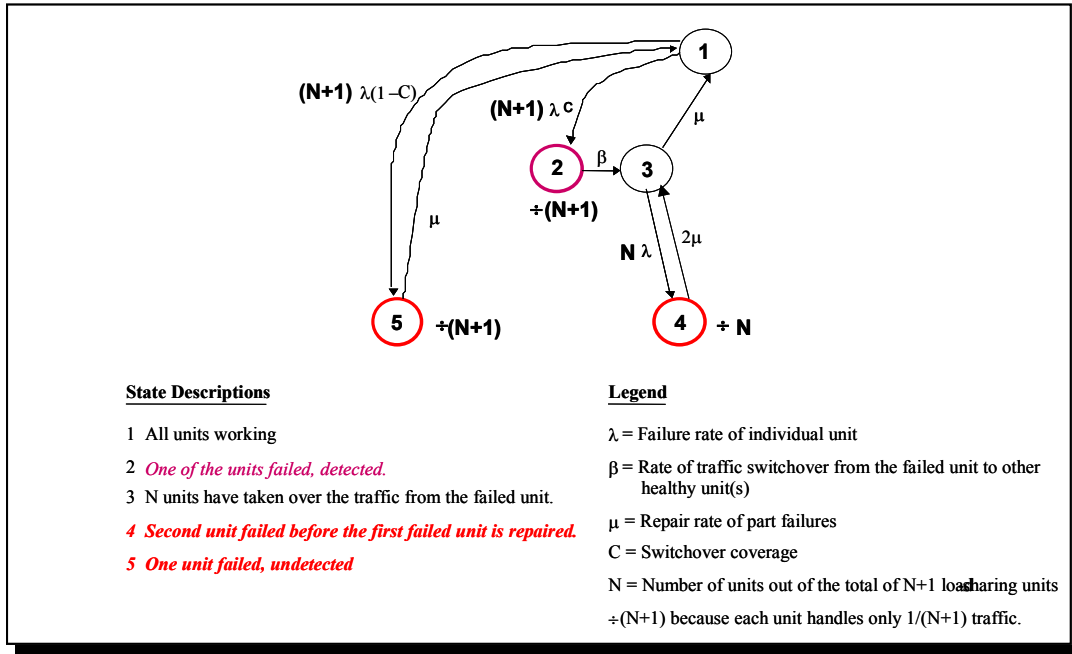 1
(N+1) λ(1–C)
(N+1) λ C
μ
2
β
3
÷(N+1)
μ
N λ
2μ
5
÷(N+1)
4
÷ N
State Descriptions
1 All units working
2 One of the units failed, detected.
3 N units have taken over the traffic from the failed unit.
4 Second unit failed before the first failed unit is repaired.
5 One unit failed, undetected
Legend
λ = Failure rate of individual unit
β = Rate of traffic switchover from the failed unit to other
healthy unit(s)
μ = Repair rate of part failures
C = Switchover coverage
N = Number of units out of the total of N+1 load-sharing units
÷(N+1) because each unit handles only 1/(N+1) traffic.